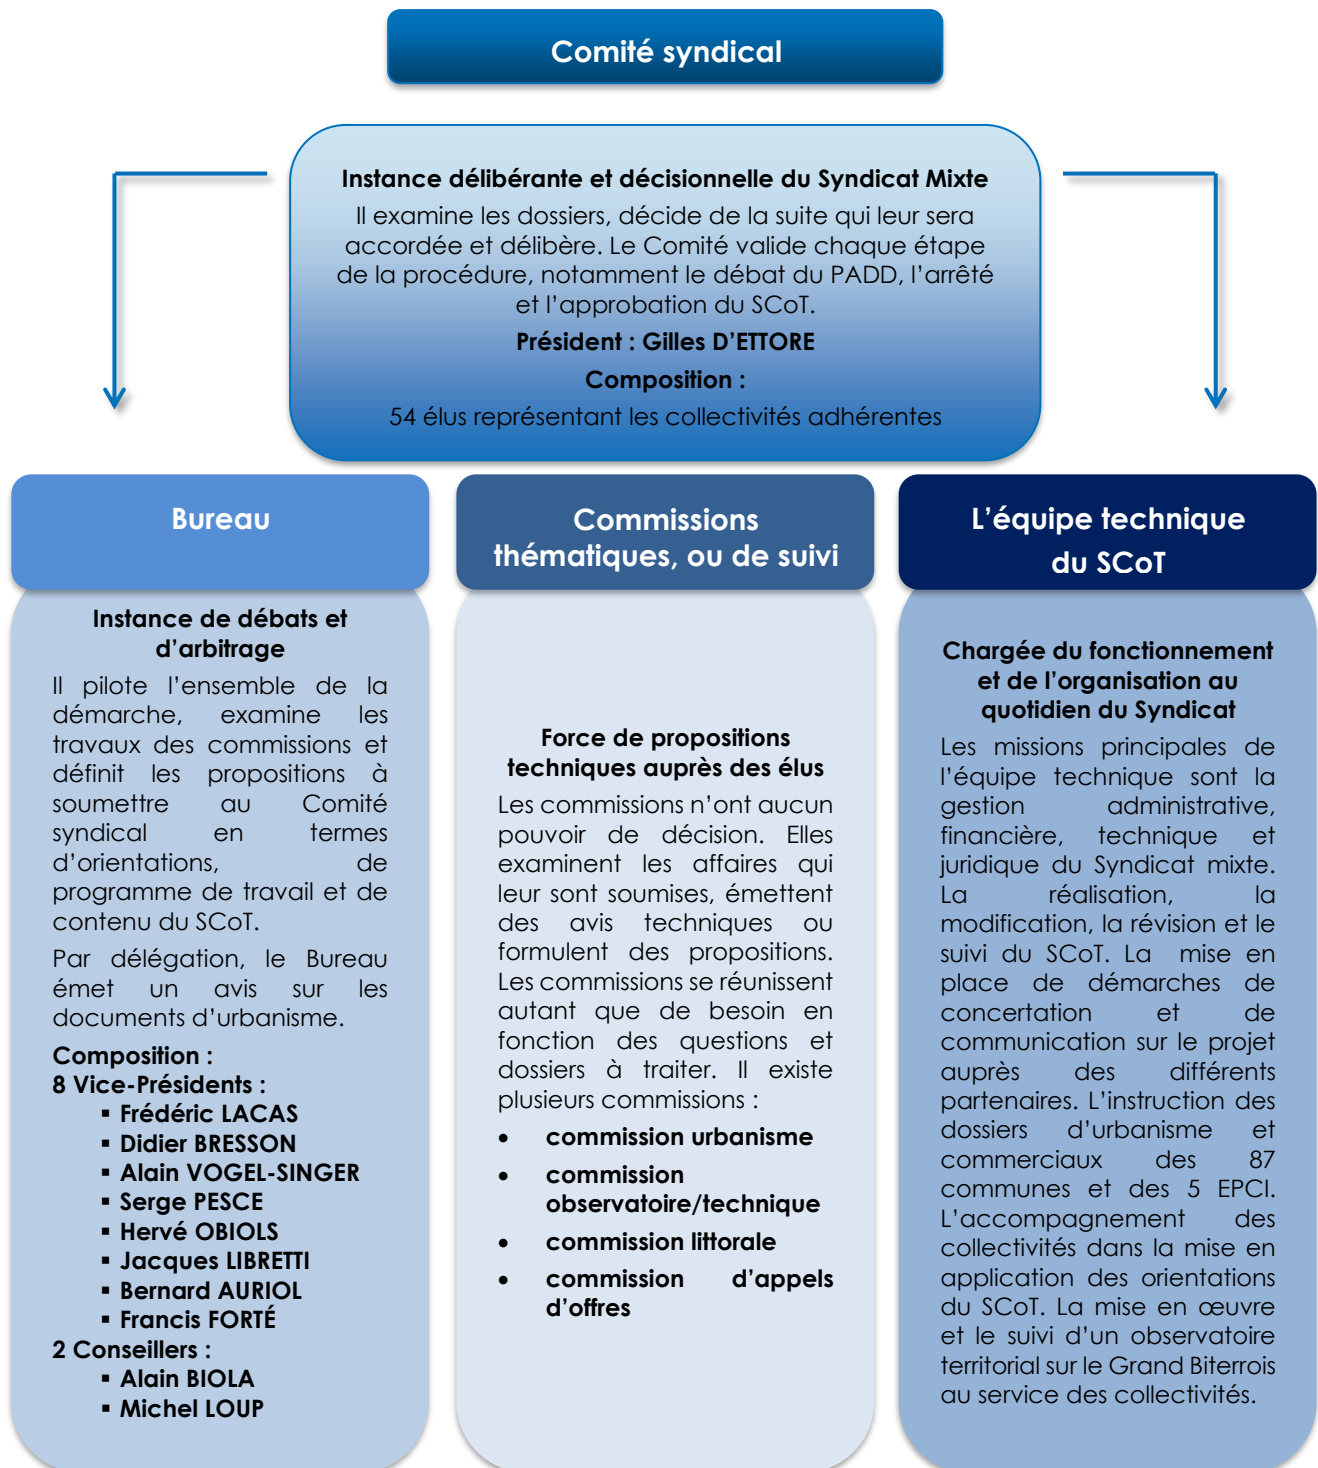 Comité syndical
Instance délibérante et décisionnelle du Syndicat Mixte
Il examine les dossiers, décide de la suite qui leur sera
accordée et délibère. Le Comité valide chaque étape
de la procédure, notamment le débat du PADD, l’arrêté
et l’approbation du SCoT.
Président : Gilles D’ETTORE
Composition :
54 élus représentant les collectivités adhérentes
Bureau
Instance de débats et
d’arbitrage
Il pilote l’ensemble de la
démarche, examine les
travaux des commissions et
définit les propositions à
soumettre au Comité
syndical en termes
d’orientations, de
programme de travail et de
contenu du SCoT.
Par délégation, le Bureau
émet un avis sur les
documents d’urbanisme.
Composition :
8 Vice-Présidents :
▪ Frédéric LACAS
▪ Didier BRESSON
▪ Alain VOGEL-SINGER
▪ Serge PESCE
▪ Hervé OBIOLS
▪ Jacques LIBRETTI
▪ Bernard AURIOL
▪ Francis FORTÉ
2 Conseillers :
▪ Alain BIOLA
▪ Michel LOUP
Commissions
thématiques, ou de suivi
Force de propositions
techniques auprès des élus
Les commissions n’ont aucun
pouvoir de décision. Elles
examinent les affaires qui
leur sont soumises, émettent
des avis techniques ou
formulent des propositions.
Les commissions se réunissent
autant que de besoin en
fonction des questions et
dossiers à traiter. Il existe
plusieurs commissions :
• commission urbanisme
• commission
observatoire/technique
• commission littorale
• commission d’appels
d’offres
L’équipe technique
du SCoT
Chargée du fonctionnement
et de l’organisation au
quotidien du Syndicat
Les missions principales de
l’équipe technique sont la
gestion administrative,
financière, technique et
juridique du Syndicat mixte.
La réalisation, la
modification, la révision et le
suivi du SCoT. La mise en
place de démarches de
concertation et de
communication sur le projet
auprès des différents
partenaires. L’instruction des
dossiers d’urbanisme et
commerciaux des 87
communes et des 5 EPCI.
L’accompagnement des
collectivités dans la mise en
application des orientations
du SCoT. La mise en œuvre
et le suivi d’un observatoire
territorial sur le Grand Biterrois
au service des collectivités.